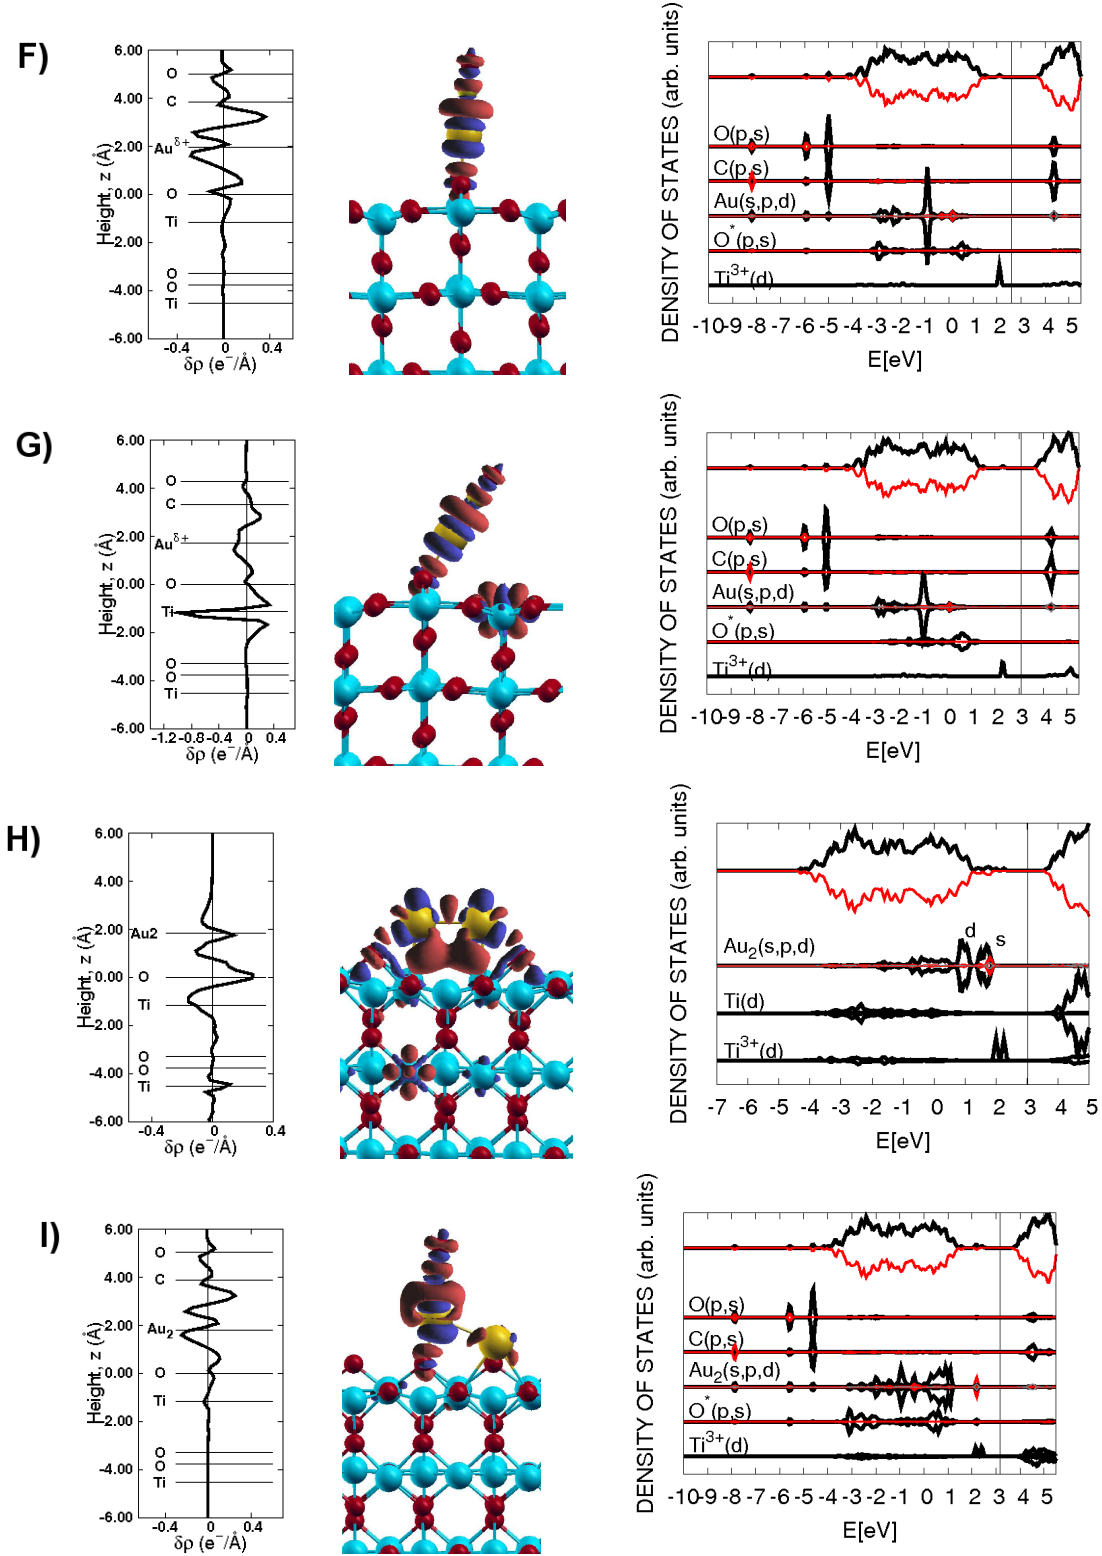 F)
6.00
4.00
2.00
0.00
-2.00
-4.00
-6.00
O
C
Au^δ+
O
Ti
O
O
Ti
Height, z (Å)
-0.4 0 0.4
δρ (e⁻/Å)
DENSITY OF STATES (arb. units)
O(p,s)
C(p,s)
Au(s,p,d)
O*(p,s)
Ti³⁺(d)
-10 -9 -8 -7 -6 -5 -4 -3 -2 -1 0 1 2 3 4 5
E[eV]
G)
6.00
4.00
2.00
0.00
-2.00
-4.00
-6.00
O
C
Au^δ+
O
Ti
O
O
Ti
Height, z (Å)
-1.2 -0.8 -0.4 0 0.4
δρ (e⁻/Å)
DENSITY OF STATES (arb. units)
O(p,s)
C(p,s)
Au(s,p,d)
O*(p,s)
Ti³⁺(d)
-10 -9 -8 -7 -6 -5 -4 -3 -2 -1 0 1 2 3 4 5
E[eV]
H)
6.00
4.00
2.00
0.00
-2.00
-4.00
-6.00
Au2
O
Ti
O
O
Ti
Height, z (Å)
-0.4 0 0.4
δρ (e⁻/Å)
DENSITY OF STATES (arb. units)
d
s
Au₂(s,p,d)
Ti(d)
Ti³⁺(d)
-7 -6 -5 -4 -3 -2 -1 0 1 2 3 4 5
E[eV]
I)
6.00
4.00
2.00
0.00
-2.00
-4.00
-6.00
O
C
Au₂
O
Ti
O
O
Ti
Height, z (Å)
-0.4 0 0.4
δρ (e⁻/Å)
DENSITY OF STATES (arb. units)
O(p,s)
C(p,s)
Au₂(s,p,d)
O*(p,s)
Ti³⁺(d)
-10 -9 -8 -7 -6 -5 -4 -3 -2 -1 0 1 2 3 4 5
E[eV]